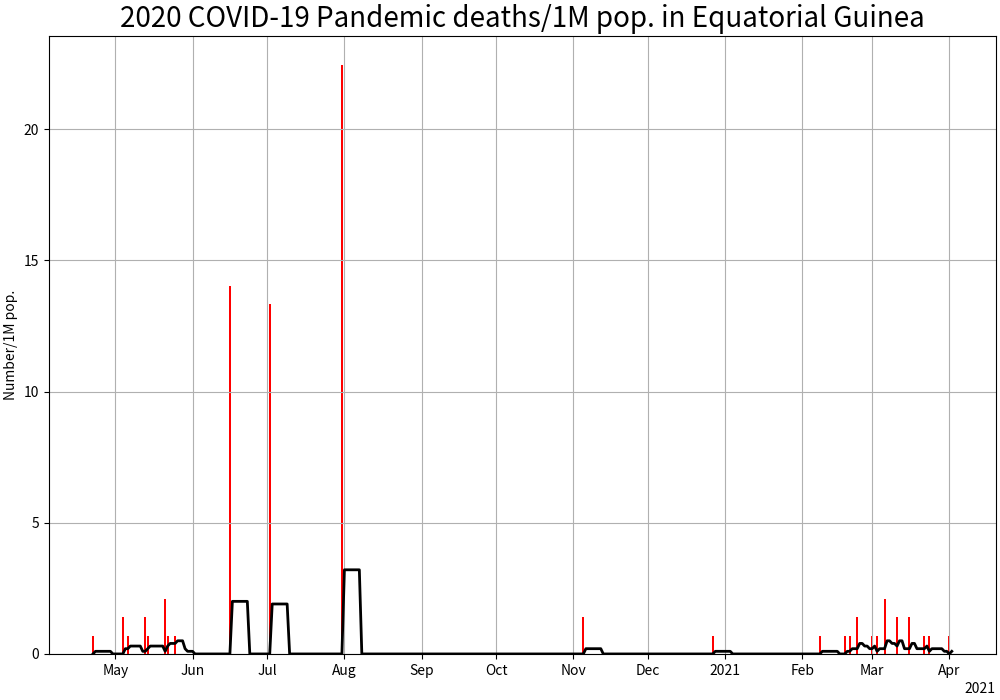 2020 COVID-19 Pandemic deaths/1M pop. in Equatorial Guinea
Number/1M pop.
20
15
10
5
0
May Jun Jul Aug Sep Oct Nov Dec 2021 Feb Mar Apr
2021